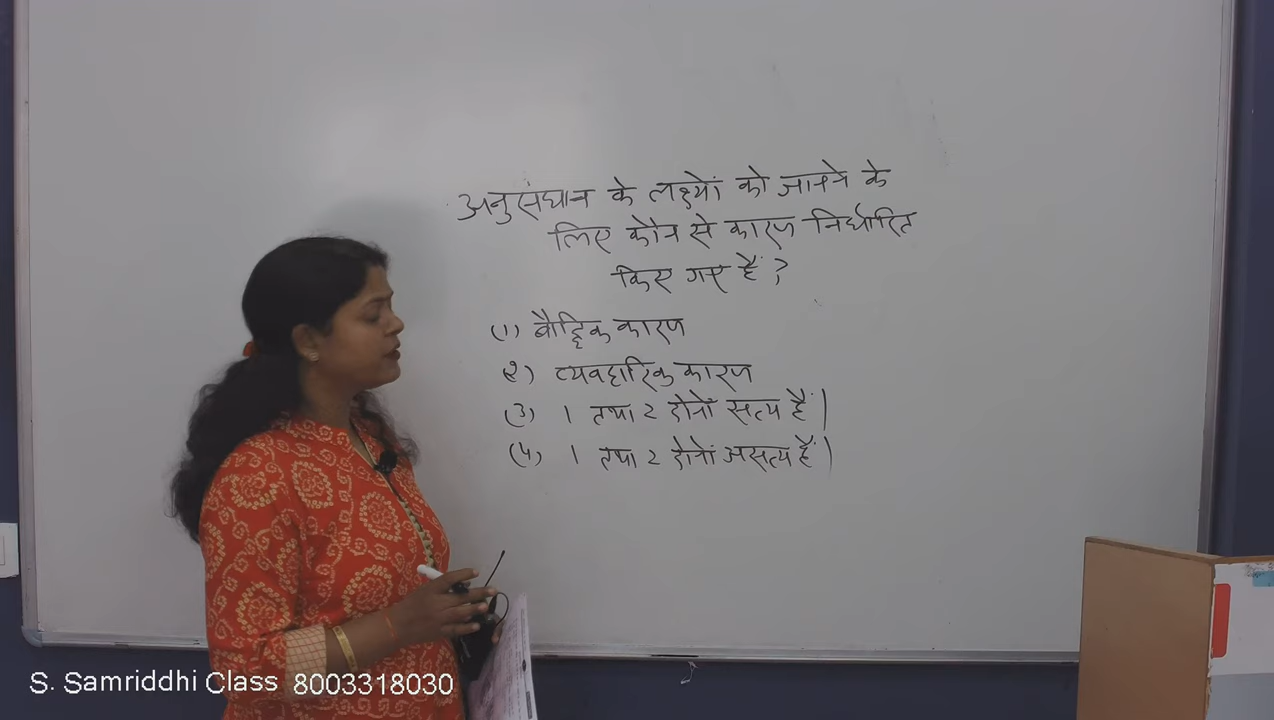 अनुसंधान के लक्ष्यों को जानने के
लिए कौन से कारण निर्धारित
किए गए हैं ?
(1) बौद्धिक कारण
(2) व्यवहारिक कारण
(3) 1 तथा 2 दोनों सत्य हैं|
(4) 1 तथा 2 दोनों असत्य हैं|
S. Samriddhi Class 8003318030